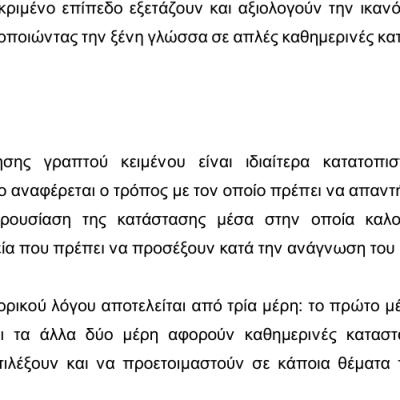 κριμένο επίπεδο εξετάζουν και αξιολογούν την ικανό
οποιώντας την ξένη γλώσσα σε απλές καθημερινές κατ
ησης γραπτού κειμένου είναι ιδιαίτερα κατατοπισ
ο αναφέρεται ο τρόπος με τον οποίο πρέπει να απαντή
ρουσίαση της κατάστασης μέσα στην οποία καλο
εία που πρέπει να προσέξουν κατά την ανάγνωση του
ορικού λόγου αποτελείται από τρία μέρη: το πρώτο μέ
ι τα άλλα δύο μέρη αφορούν καθημερινές καταστ
τιλέξουν και να προετοιμαστούν σε κάποια θέματα